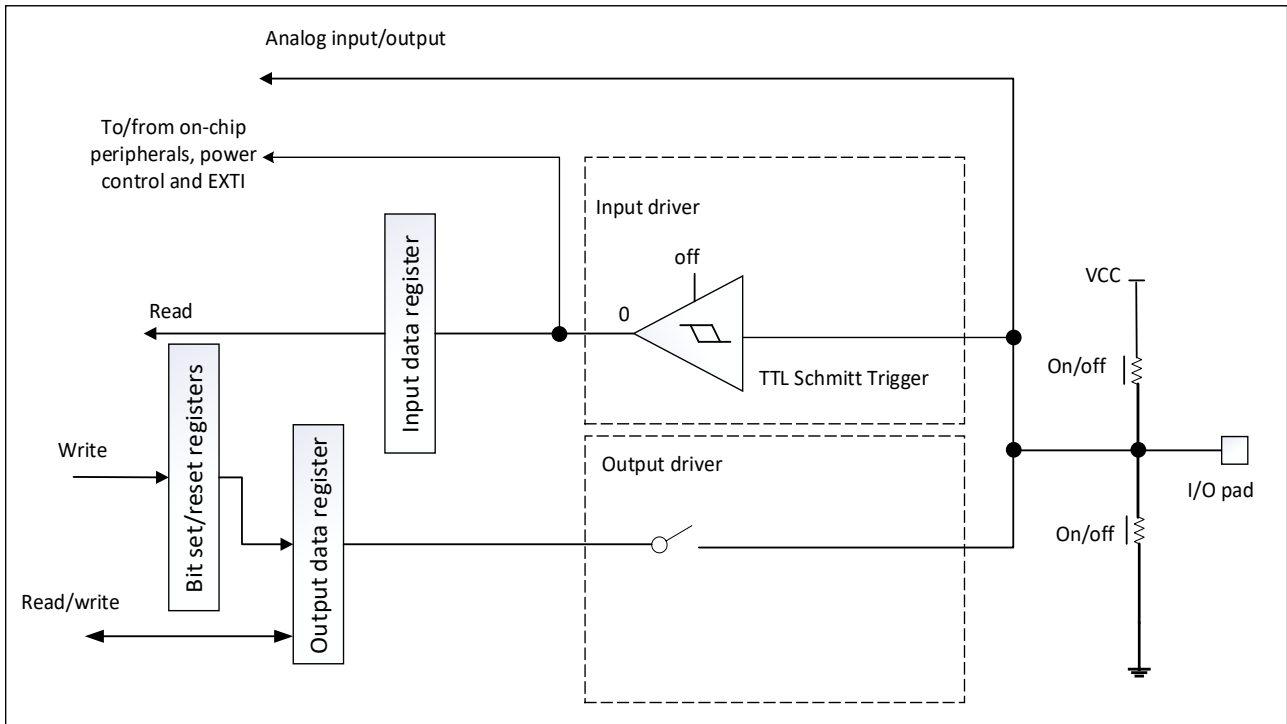 Analog input/output
To/from on-chip
peripherals, power
control and EXTI
Input driver
off
VCC
0
Read
Input data register
On/off
TTL Schmitt Trigger
Bit set/reset registers
Write
Output data register
Output driver
I/O pad
On/off
Read/write